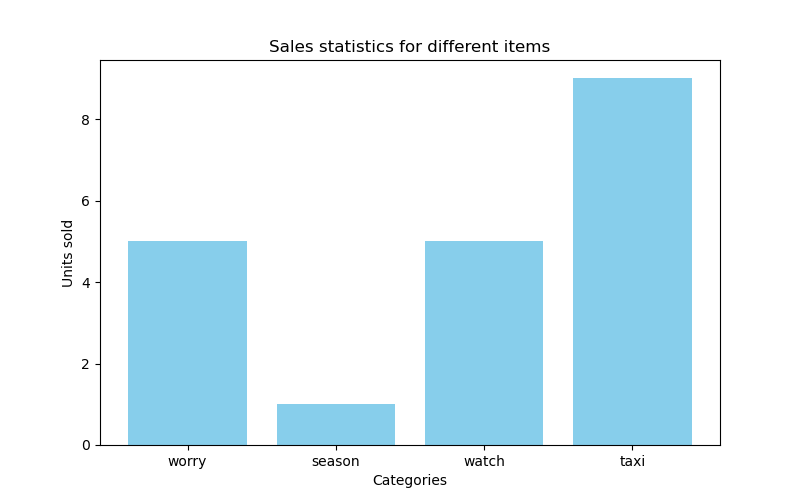 Sales statistics for different items
Units sold
8
6
4
2
0
worry season watch taxi
Categories